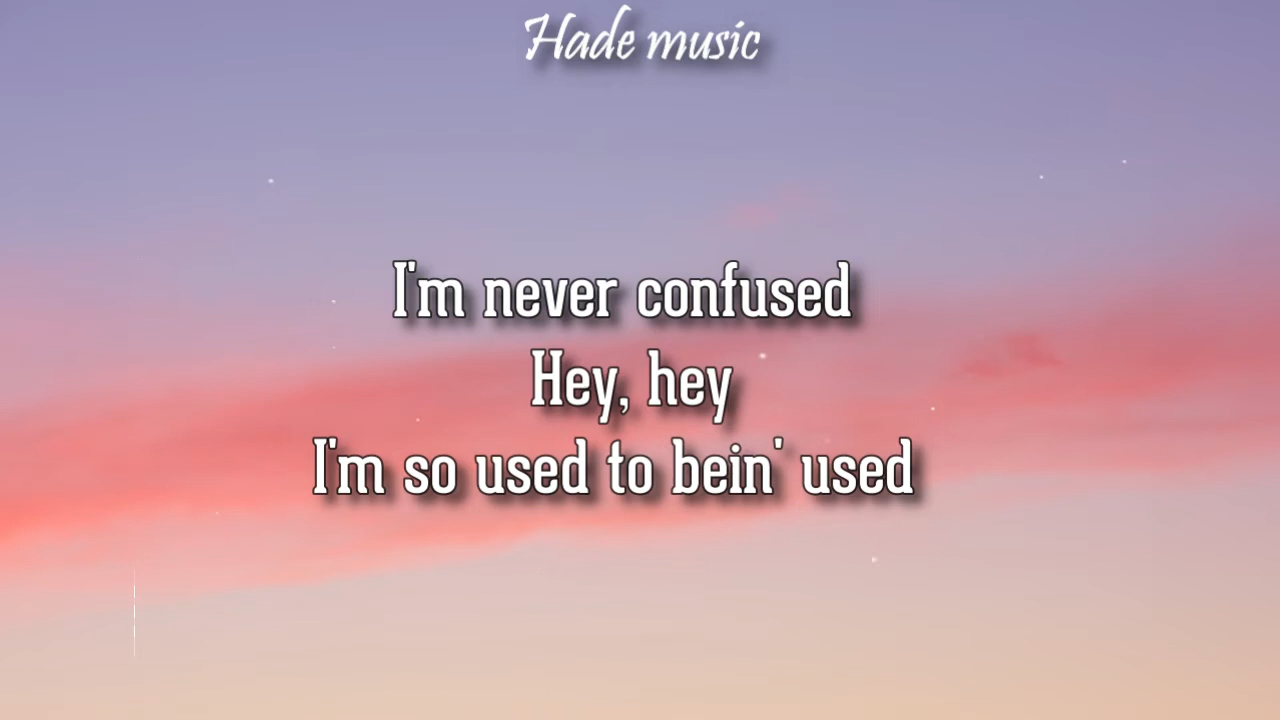 Hade music
I'm never confused
Hey, hey
I'm so used to bein' used